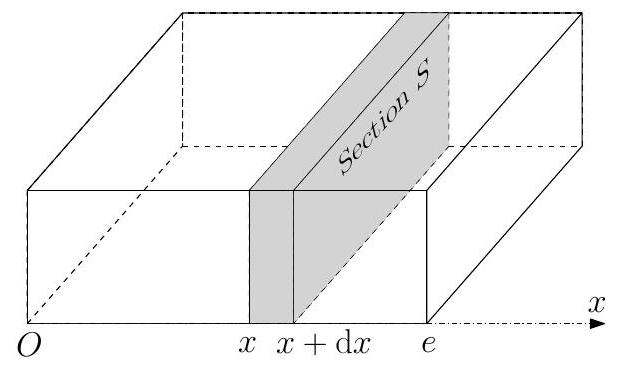 Section S
x
O
x
x + dx
e